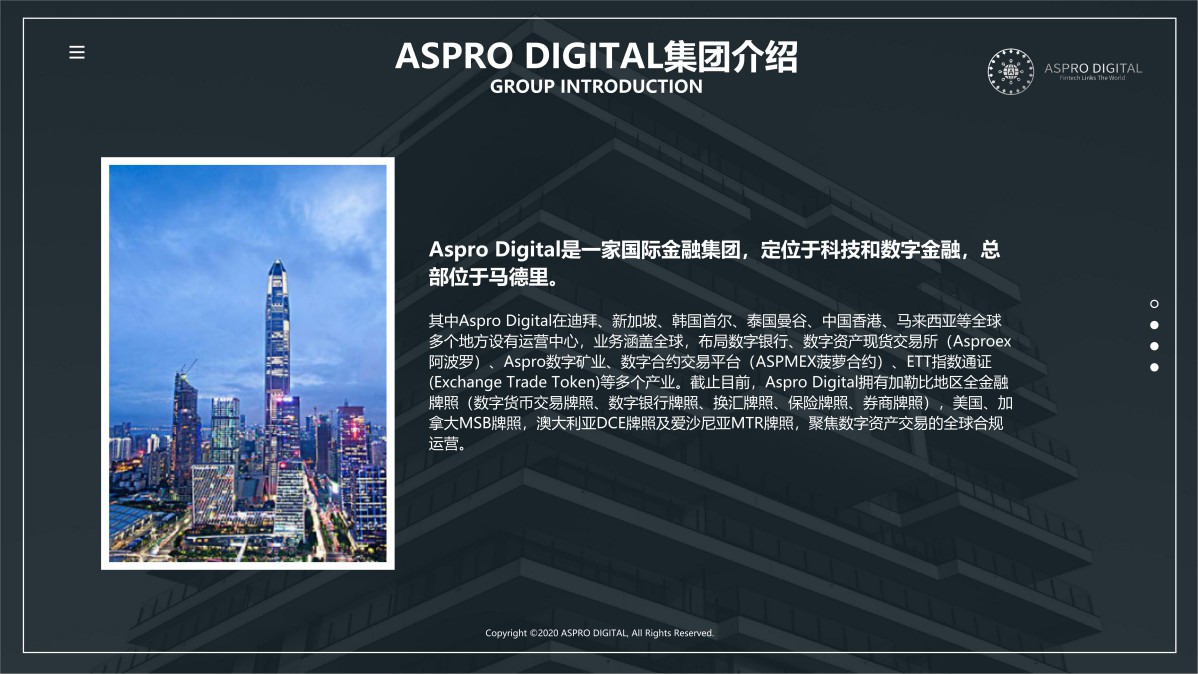 ASPRO DIGITAL集团介绍
GROUP INTRODUCTION
ASPRO DIGITAL
Fintech Links The World
Aspro Digital是一家国际金融集团，定位于科技和数字金融，总
部位于马德里。
其中Aspro Digital在迪拜、新加坡、韩国首尔、泰国曼谷、中国香港、马来西亚等全球
多个地方设有运营中心，业务涵盖全球，布局数字银行、数字资产现货交易所（Asproex
阿波罗）、Aspro数字矿业、数字合约交易平台（ASPMEX菠萝合约）、ETT指数通证
(Exchange Trade Token)等多个产业。截止目前，Aspro Digital拥有加勒比地区全金融
牌照（数字货币交易牌照、数字银行牌照、换汇牌照、保险牌照、券商牌照），美国、加
拿大MSB牌照，澳大利亚DCE牌照及爱沙尼亚MTR牌照，聚焦数字资产交易的全球合规
运营。
Copyright ©2020 ASPRO DIGITAL, All Rights Reserved.